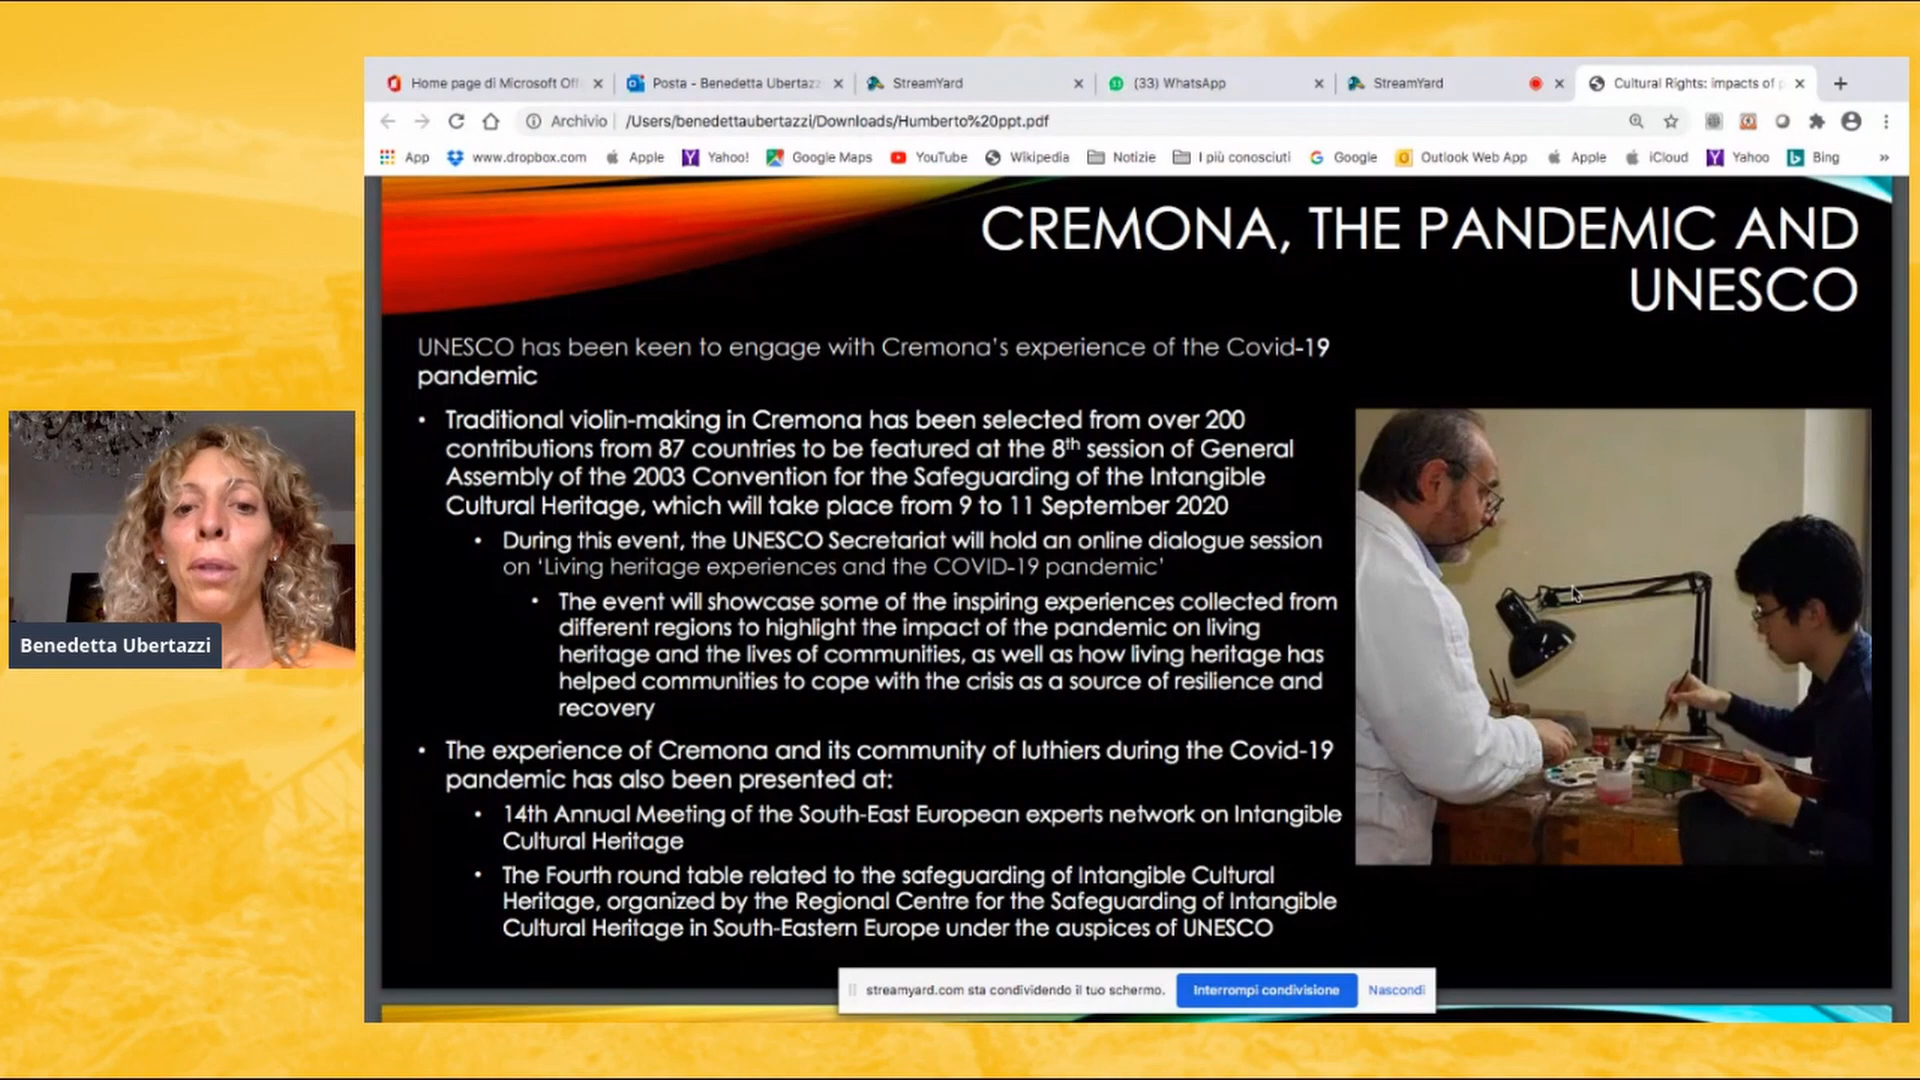 Home page di Microsoft Off
Posta - Benedetta Ubertazz
StreamYard
(33) WhatsApp
StreamYard
Cultural Rights: impacts of p
Archivio
/Users/benedettaubertazzi/Downloads/Humberto%20ppt.pdf
App
www.dropbox.com
Apple
Yahoo!
Google Maps
YouTube
Wikipedia
Notizie
I più conosciuti
Google
Outlook Web App
Apple
iCloud
Yahoo
Bing
CREMONA, THE PANDEMIC AND
UNESCO
UNESCO has been keen to engage with Cremona's experience of the Covid-19
pandemic
• Traditional violin-making in Cremona has been selected from over 200
contributions from 87 countries to be featured at the 8th session of General
Assembly of the 2003 Convention for the Safeguarding of the Intangible
Cultural Heritage, which will take place from 9 to 11 September 2020
• During this event, the UNESCO Secretariat will hold an online dialogue session
on 'Living heritage experiences and the COVID-19 pandemic'
• The event will showcase some of the inspiring experiences collected from
different regions to highlight the impact of the pandemic on living
heritage and the lives of communities, as well as how living heritage has
helped communities to cope with the crisis as a source of resilience and
recovery
• The experience of Cremona and its community of luthiers during the Covid-19
pandemic has also been presented at:
• 14th Annual Meeting of the South-East European experts network on Intangible
Cultural Heritage
• The Fourth round table related to the safeguarding of Intangible Cultural
Heritage, organized by the Regional Centre for the Safeguarding of Intangible
Cultural Heritage in South-Eastern Europe under the auspices of UNESCO
Benedetta Ubertazzi
streamyard.com sta condividendo il tuo schermo.
Interrompi condivisione
Nascondi